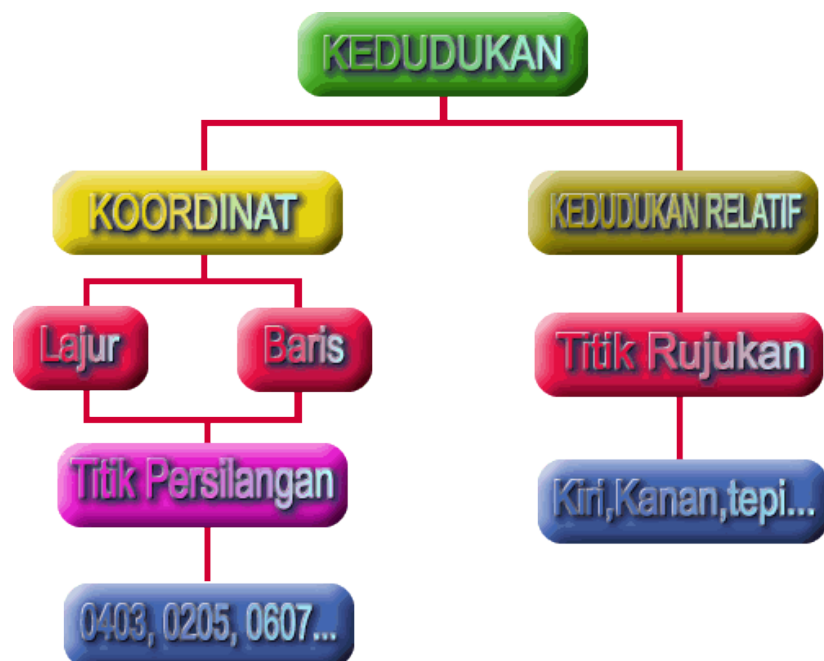 KEDUDUKAN
KOORDINAT
KEDUDUKAN RELATIF
Lajur
Baris
Titik Rujukan
Titik Persilangan
Kiri,Kanan,tepi...
0403, 0205, 0607...